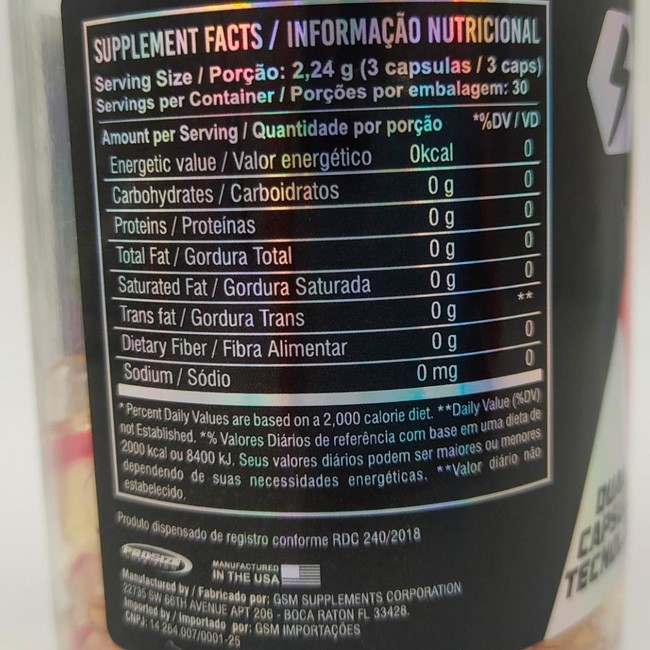 SUPPLEMENT FACTS / INFORMAÇÃO NUTRICIONAL
Serving Size / Porção: 2,24 g (3 capsulas / 3 caps)
Servings per Container / Porções por embalagem: 30
Amount per Serving / Quantidade por porção *%DV / VD
Energetic value / Valor energético 0kcal 0
Carbohydrates / Carboidratos 0 g 0
Proteins / Proteínas 0 g 0
Total Fat / Gordura Total 0 g 0
Saturated Fat / Gordura Saturada 0 g 0
Trans fat / Gordura Trans 0 g **
Dietary Fiber / Fibra Alimentar 0 g 0
Sodium / Sódio 0 mg 0
* Percent Daily Values are based on a 2,000 calorie diet. **Daily Value (%DV)
not Established. *% Valores Diários de referência com base em uma dieta de
2000 kcal ou 8400 kJ. Seus valores diários podem ser maiores ou menores
dependendo de suas necessidades energéticas. **Valor diário não
estabelecido.
Produto dispensado de registro conforme RDC 240/2018
PROSIZE
MANUFACTURED
IN THE USA
Manufactured by / Fabricado por: GSM SUPPLEMENTS CORPORATION
22735 SW 66TH AVENUE APT 206 - BOCA RATON FL 33428.
Imported by / Importado por: GSM IMPORTAÇÕES
CNPJ: 14.264.007/0001-25